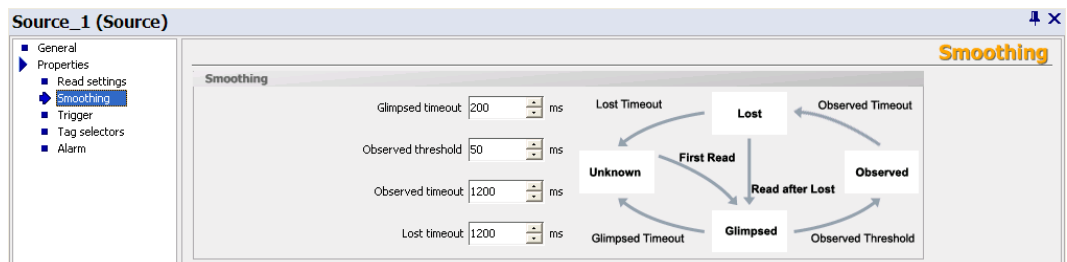 Source_1 (Source)
General
Properties
Read settings
Smoothing
Trigger
Tag selectors
Alarm
Smoothing
Smoothing
Glimpsed timeout 200 ms
Observed threshold 50 ms
Observed timeout 1200 ms
Lost timeout 1200 ms
Lost Timeout
Lost
Observed Timeout
First Read
Unknown
Observed
Read after Lost
Glimpsed Timeout
Glimpsed
Observed Threshold